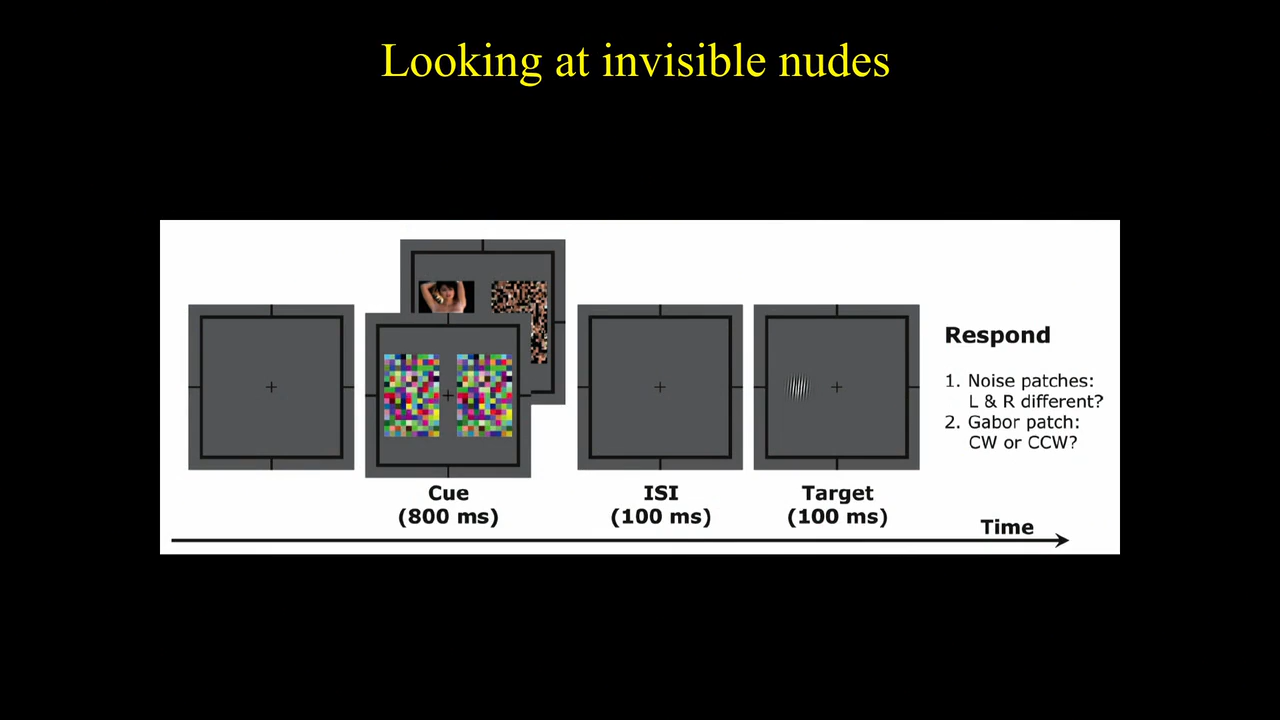 Looking at invisible nudes
Cue
(800 ms)
ISI
(100 ms)
Target
(100 ms)
Respond
1. Noise patches:
L & R different?
2. Gabor patch:
CW or CCW?
Time